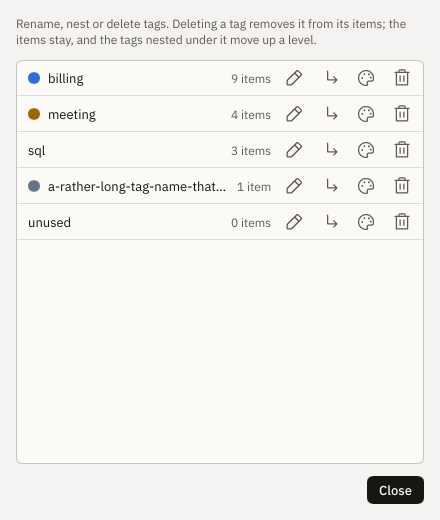 Rename, nest or delete tags. Deleting a tag removes it from its items; the
items stay, and the tags nested under it move up a level.
billing 9 items
meeting 4 items
sql 3 items
a-rather-long-tag-name-that... 1 item
unused 0 items
Close